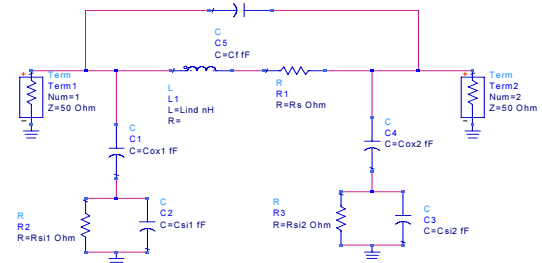 C
C5
C=Cf fF
+
Term
Term1
Num=1
Z=50 Ohm
-
L
L1
L=Lind nH
R=
R
R1
R=Rs Ohm
+
Term
Term2
Num=2
Z=50 Ohm
-
C
C1
C=Cox1 fF
C
C4
C=Cox2 fF
R
R2
R=Rsi1 Ohm
C
C2
C=Csi1 fF
R
R3
R=Rsi2 Ohm
C
C3
C=Csi2 fF